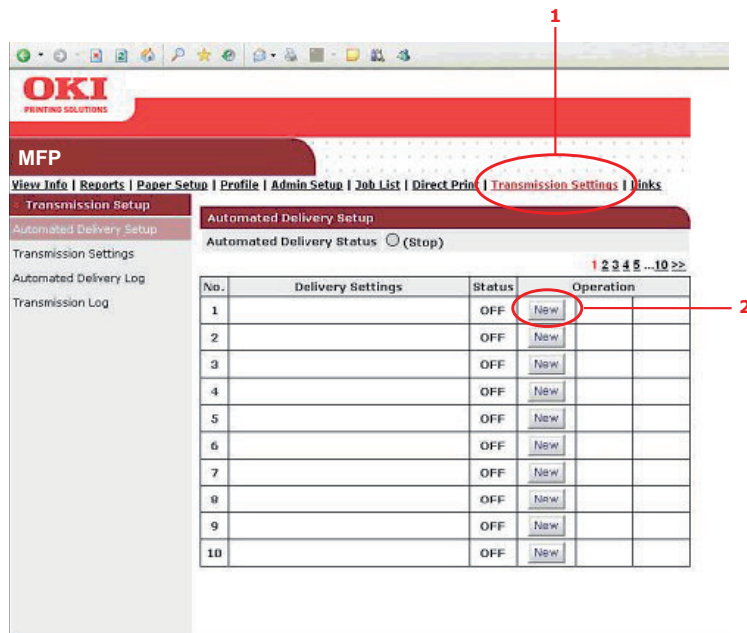 1
OKI
PRINTING SOLUTIONS
MFP
View Info | Reports | Paper Setup | Profile | Admin Setup | Job List | Direct Print | Transmission Settings | Links
Transmission Setup
Automated Delivery Setup
Transmission Settings
Automated Delivery Log
Transmission Log
Automated Delivery Setup
Automated Delivery Status (Stop)
1 2 3 4 5 ...10 >>
No. Delivery Settings Status Operation
1 OFF New
2
2 OFF New
3 OFF New
4 OFF New
5 OFF New
6 OFF New
7 OFF New
8 OFF New
9 OFF New
10 OFF New